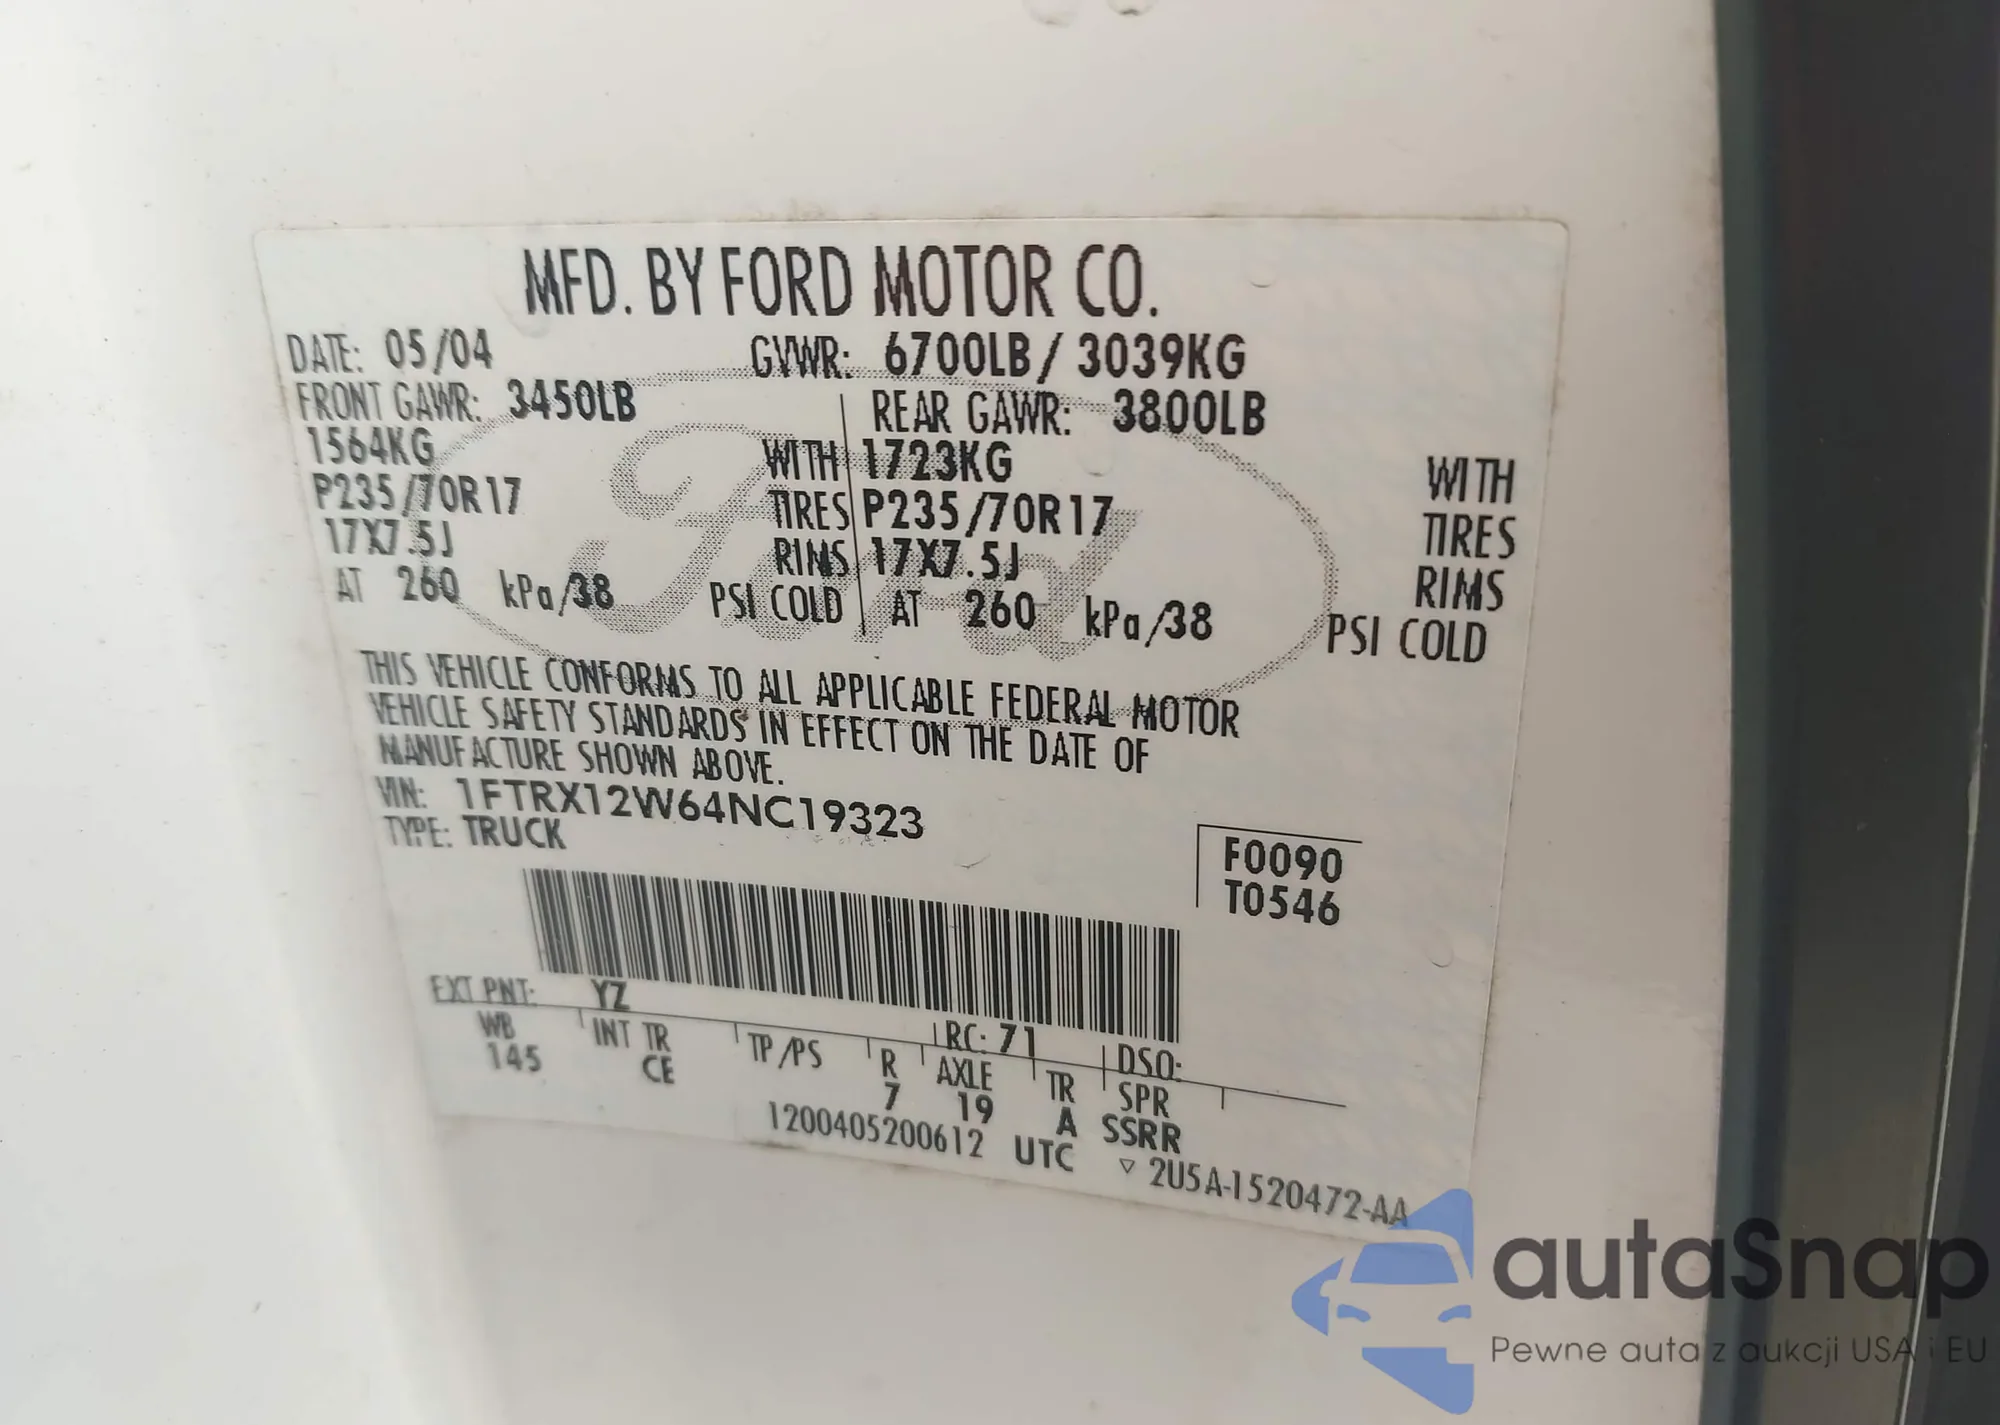 MFD. BY FORD MOTOR CO.
DATE: 05/04 GVWR: 6700LB / 3039KG
FRONT GAWR: 3450LB REAR GAWR: 3800LB
1564KG WITH 1723KG WITH
P235/70R17 TIRES P235/70R17 TIRES
17X7.5J RIMS 17X7.5J RIMS
AT 260 kPa/38 PSI COLD AT 260 kPa/38 PSI COLD
Ford
THIS VEHICLE CONFORMS TO ALL APPLICABLE FEDERAL MOTOR
VEHICLE SAFETY STANDARDS IN EFFECT ON THE DATE OF
MANUFACTURE SHOWN ABOVE.
VIN: 1FTRX12W64NC19323
TYPE: TRUCK
F0090
T0546
EXT PNT: YZ RC: 71 DSO:
WB INT TR TP/PS R AXLE TR SPR
145 CE 7 19 A SSRR
1200405200612 UTC ▽ 2U5A-1520472-AA
autaSnap
Pewne auta z aukcji USA i EU